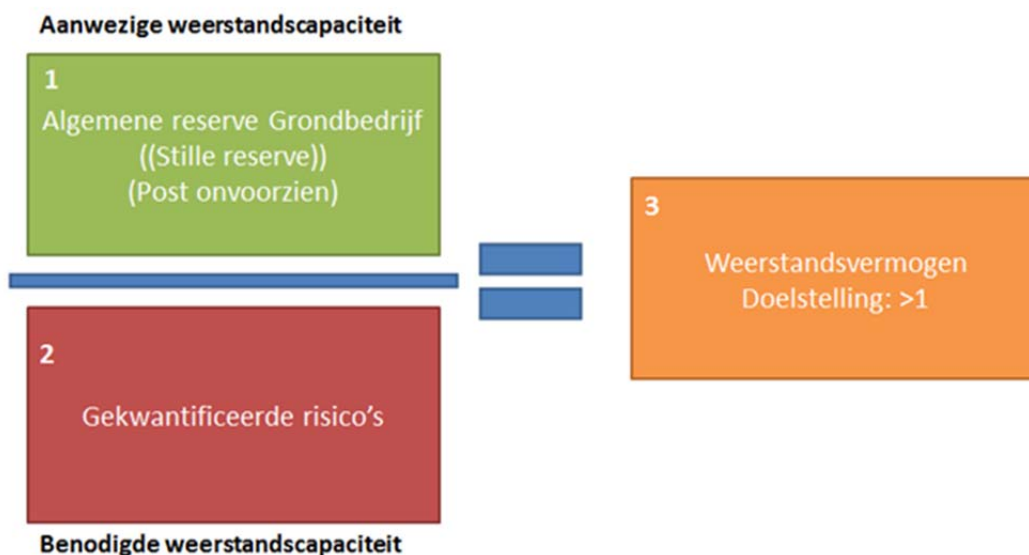 Aanwezige weerstandscapaciteit
1
Algemene reserve Grondbedrijf
((Stille reserve))
(Post onvoorzien)
2
Gekwantificeerde risico's
Benodigde weerstandscapaciteit
3
Weerstandsvermogen
Doelstelling: >1